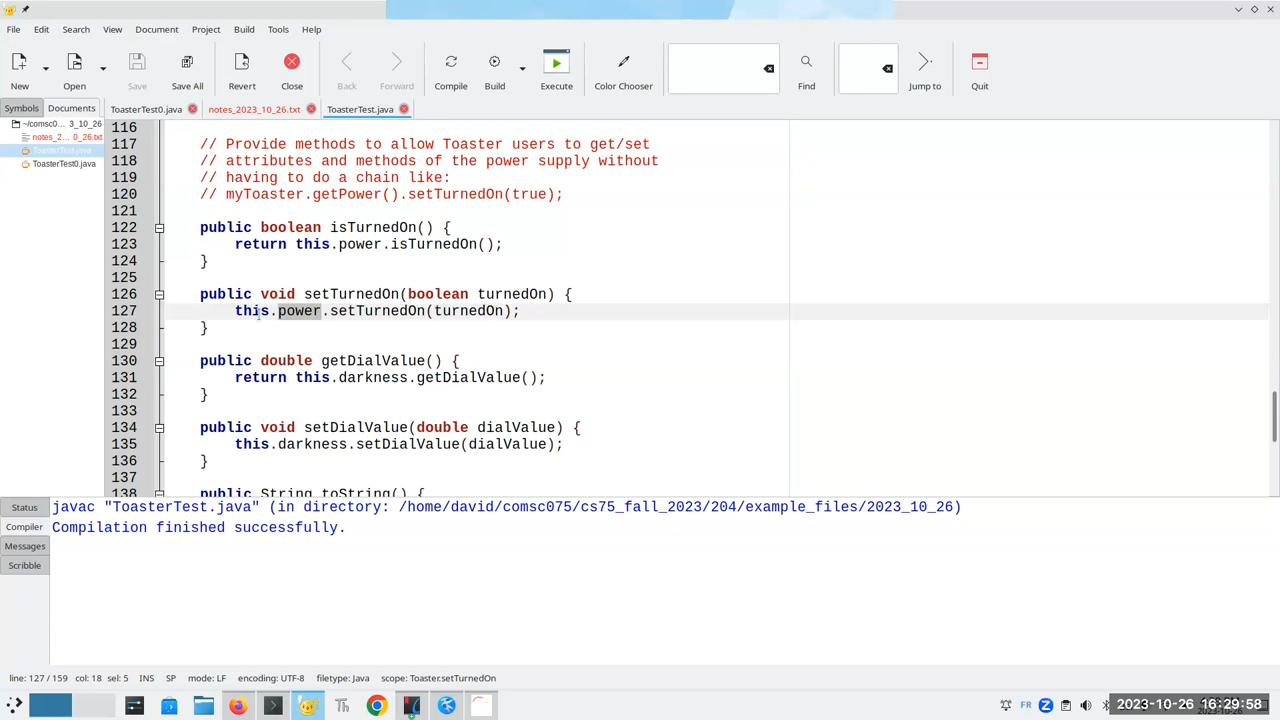 File Edit Search View Document Project Build Tools Help
New Open Save Save All Revert Close Back Forward Compile Build Execute Color Chooser Find Jump to Quit
Symbols Documents ToasterTest0.java notes_2023_10_26.txt ToasterTest.java
~/comsc0... 3_10_26
notes_2... 0_26.txt
ToasterTest.java
ToasterTest0.java
116
117 // Provide methods to allow Toaster users to get/set
118 // attributes and methods of the power supply without
119 // having to do a chain like:
120 // myToaster.getPower().setTurnedOn(true);
121
122 public boolean isTurnedOn() {
123 return this.power.isTurnedOn();
124 }
125
126 public void setTurnedOn(boolean turnedOn) {
127 this.power.setTurnedOn(turnedOn);
128 }
129
130 public double getDialValue() {
131 return this.darkness.getDialValue();
132 }
133
134 public void setDialValue(double dialValue) {
135 this.darkness.setDialValue(dialValue);
136 }
137
138 public String toString() {
Status
Compiler
Messages
Scribble
javac "ToasterTest.java" (in directory: /home/david/comsc075/cs75_fall_2023/204/example_files/2023_10_26)
Compilation finished successfully.
line: 127 / 159 col: 18 sel: 5 INS SP mode: LF encoding: UTF-8 filetype: Java scope: Toaster.setTurnedOn
FR
2023-10-26 16:29:58